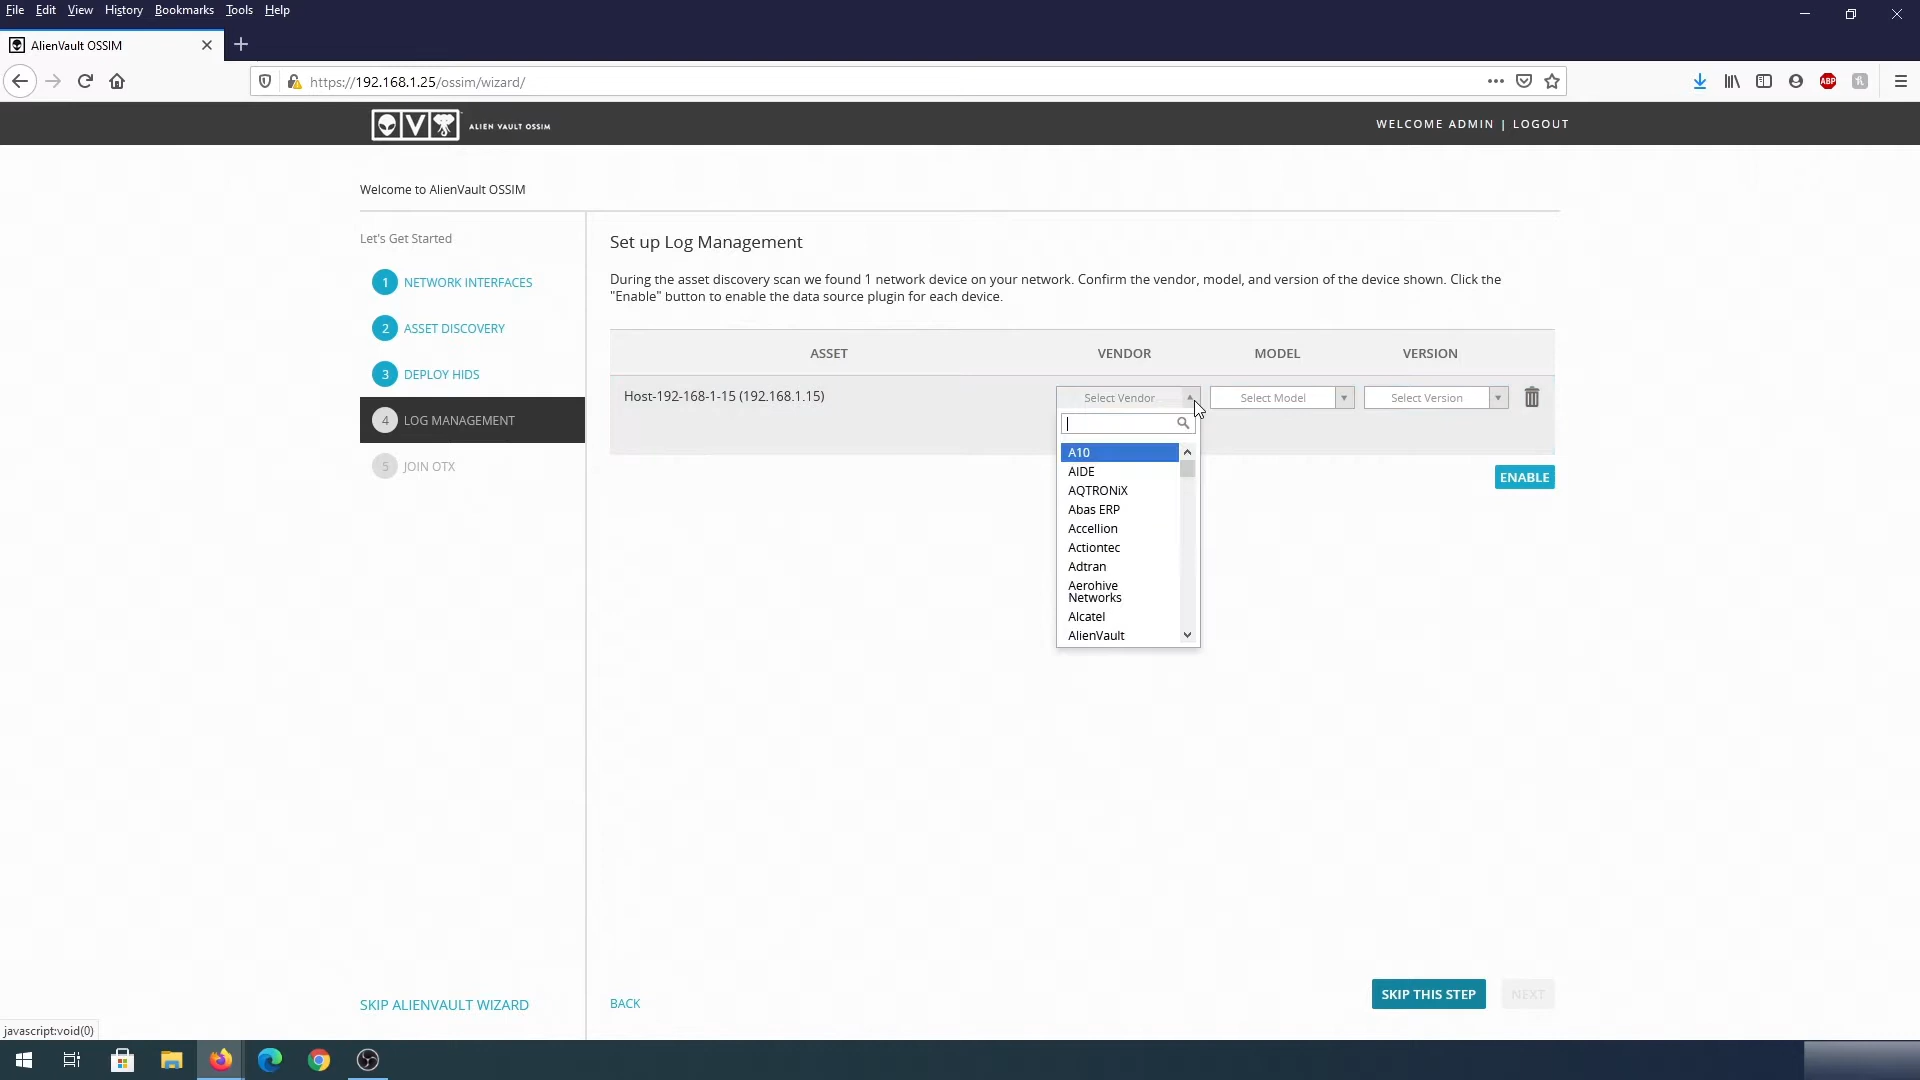 File Edit View History Bookmarks Tools Help
AlienVault OSSIM
https://192.168.1.25/ossim/wizard/
ABP
V ALIEN VAULT OSSIM
WELCOME ADMIN | LOGOUT
Welcome to AlienVault OSSIM
Let's Get Started
1 NETWORK INTERFACES
2 ASSET DISCOVERY
3 DEPLOY HIDS
4 LOG MANAGEMENT
5 JOIN OTX
Set up Log Management
During the asset discovery scan we found 1 network device on your network. Confirm the vendor, model, and version of the device shown. Click the
"Enable" button to enable the data source plugin for each device.
ASSET VENDOR MODEL VERSION
Host-192-168-1-15 (192.168.1.15) Select Vendor Select Model Select Version
A10
AIDE
AQTRONiX
Abas ERP
Accellion
Actiontec
Adtran
Aerohive
Networks
Alcatel
AlienVault
ENABLE
SKIP THIS STEP NEXT
SKIP ALIENVAULT WIZARD BACK
javascript:void(0)